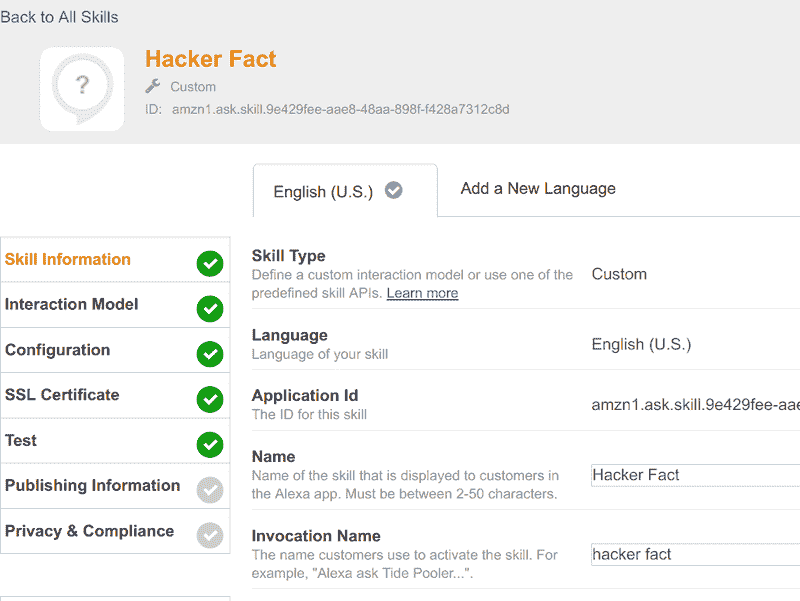 Back to All Skills
?
Hacker Fact
Custom
ID: amzn1.ask.skill.9e429fee-aae8-48aa-898f-f428a7312c8d
English (U.S.)
Add a New Language
Skill Information
Interaction Model
Configuration
SSL Certificate
Test
Publishing Information
Privacy & Compliance
Skill Type
Define a custom interaction model or use one of the
predefined skill APIs. Learn more
Custom
Language
Language of your skill
English (U.S.)
Application Id
The ID for this skill
amzn1.ask.skill.9e429fee-aae
Name
Name of the skill that is displayed to customers in
the Alexa app. Must be between 2-50 characters.
Hacker Fact
Invocation Name
The name customers use to activate the skill. For
example, "Alexa ask Tide Pooler...".
hacker fact